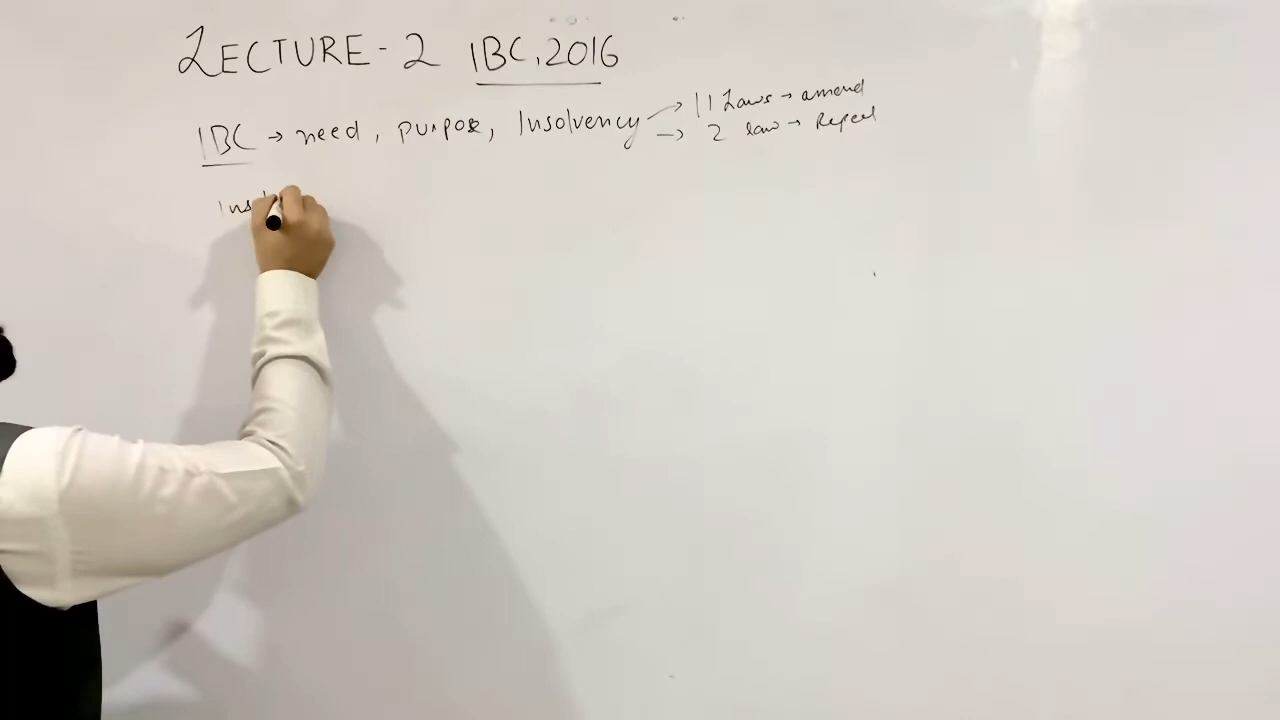 LECTURE-2 IBC, 2016
IBC → need, purpose, Insolvency → 11 Laws → amend
→ 2 law → Repeal